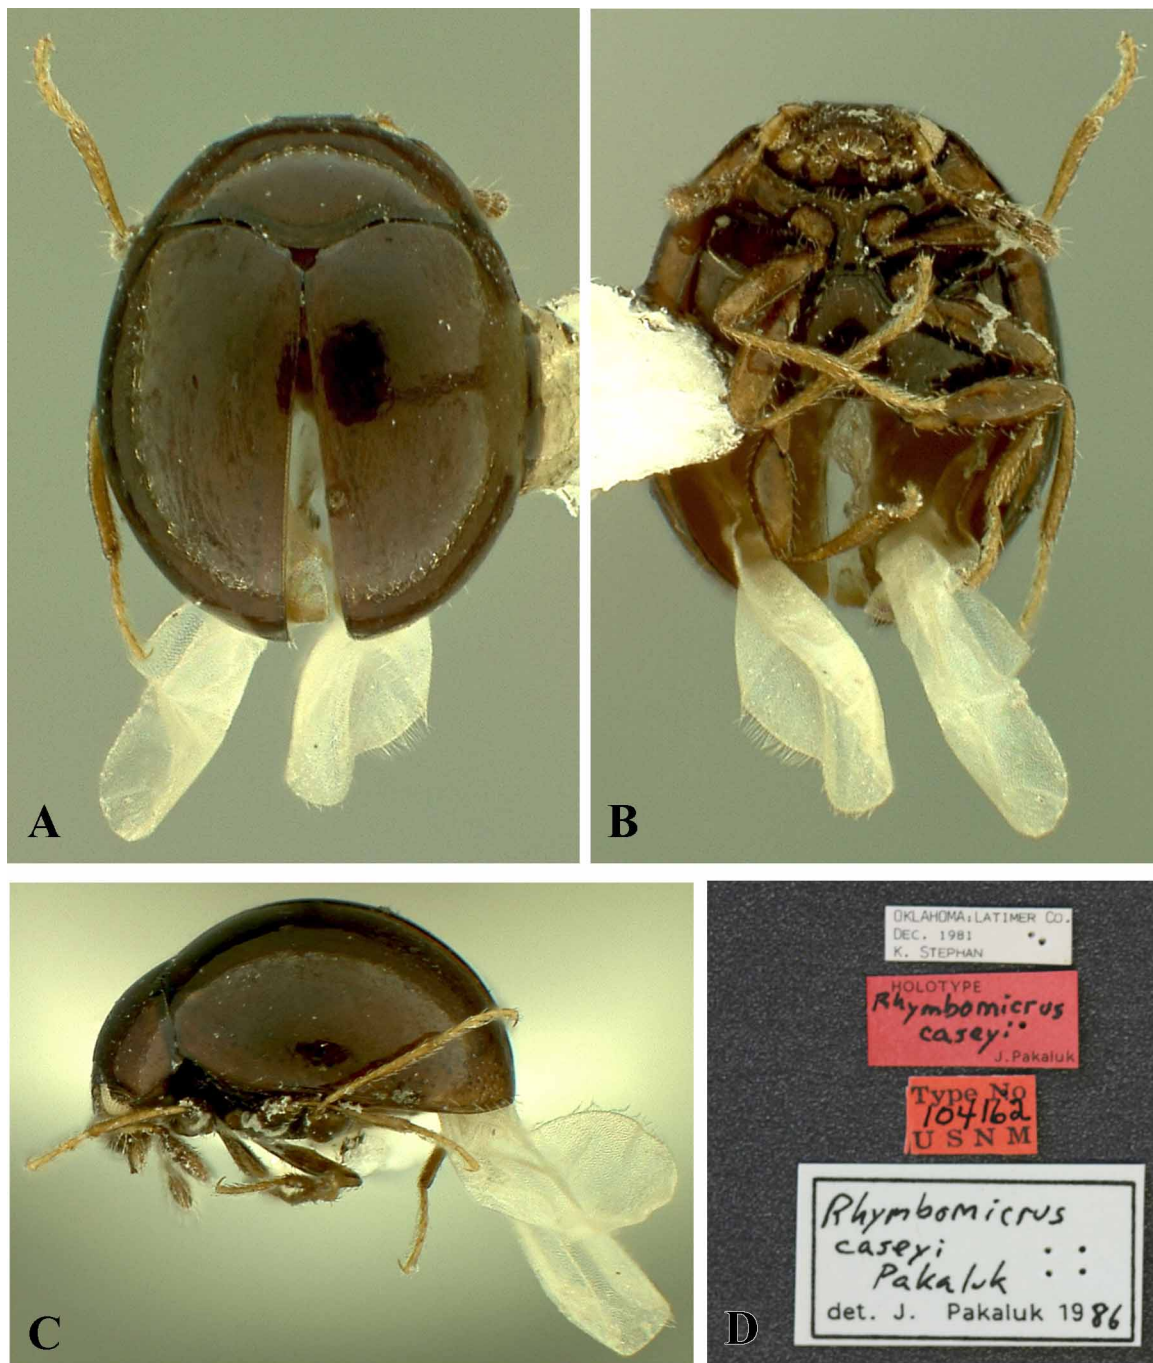 A
B
C
OKLAHOMA: LATIMER CO.
DEC. 1981
K. STEPHAN
HOLOTYPE
Rhymbomicrus
caseyi
J. Pakaluk
Type No
104162
U S N M
Rhymbomicrus
caseyi
Pakaluk
det. J. Pakaluk 1986
D